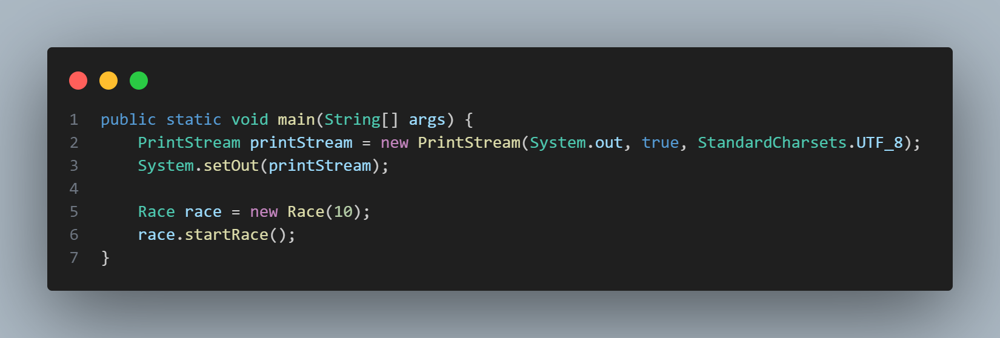 1 public static void main(String[] args) {
2     PrintStream printStream = new PrintStream(System.out, true, StandardCharsets.UTF_8);
3     System.setOut(printStream);
4
5     Race race = new Race(10);
6     race.startRace();
7 }